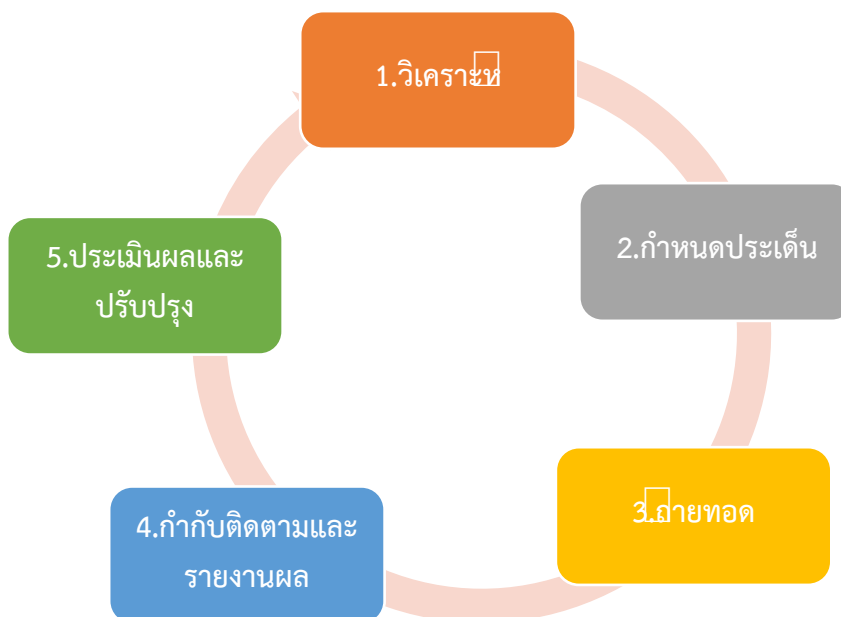 1.วิเคราะห์
2.กำหนดประเด็น
3.ถ่ายทอด
4.กำกับติดตามและ
รายงานผล
5.ประเมินผลและ
ปรับปรุง